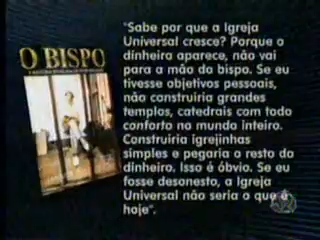 "Sabe por que a Igreja
Universal cresce? Porque o
dinheiro aparece, não vai
para a mão do bispo. Se eu
tivesse objetivos pessoais,
não construiria grandes
templos, catedrais com todo
conforto no mundo inteiro.
Construiria igrejinhas
simples e pegaria o resto do
dinheiro. Isso é óbvio. Se eu
fosse desonesto, a Igreja
Universal não seria o que é
hoje".
O BISPO